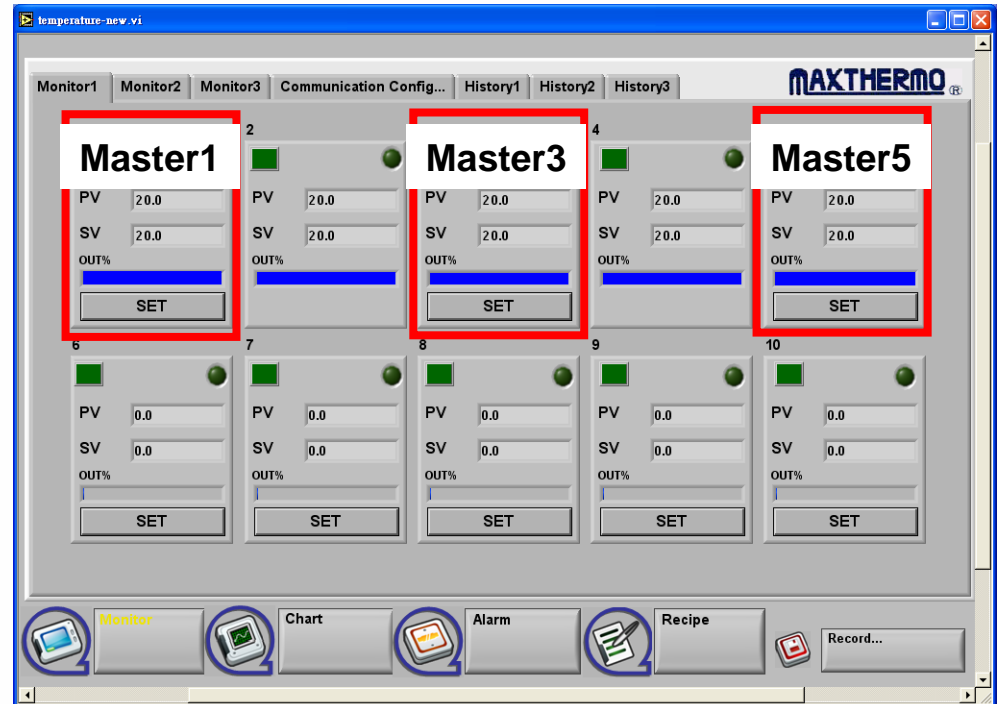 temperature-new.vi
Monitor1 Monitor2 Monitor3 Communication Config... History1 History2 History3
MAXTHERMO ®
2 4
Master1 Master3 Master5
PV 20.0 PV 20.0 PV 20.0 PV 20.0 PV 20.0
SV 20.0 SV 20.0 SV 20.0 SV 20.0 SV 20.0
OUT% OUT% OUT% OUT% OUT%
SET SET SET
6 7 8 9 10
PV 0.0 PV 0.0 PV 0.0 PV 0.0 PV 0.0
SV 0.0 SV 0.0 SV 0.0 SV 0.0 SV 0.0
OUT% OUT% OUT% OUT% OUT%
SET SET SET SET SET
Monitor Chart Alarm Recipe
Record...